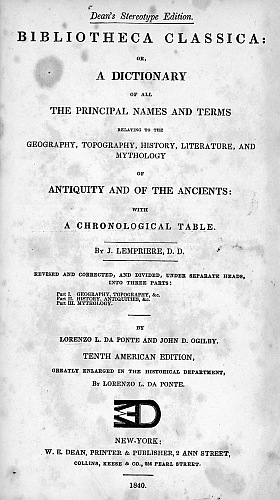 Dean's Stereotype Edition.
BIBLIOTHECA CLASSICA:
OR,
A DICTIONARY
OF ALL
THE PRINCIPAL NAMES AND TERMS
RELATING TO THE
GEOGRAPHY, TOPOGRAPHY, HISTORY, LITERATURE, AND
MYTHOLOGY
OF
ANTIQUITY AND OF THE ANCIENTS:
WITH
A CHRONOLOGICAL TABLE.
BY J. LEMPRIERE, D. D.
REVISED AND CORRECTED, AND DIVIDED, UNDER SEPARATE HEADS,
INTO THREE PARTS:
Part I. GEOGRAPHY, TOPOGRAPHY, &c.
Part II. HISTORY, ANTIQUITIES, &c.
Part III. MYTHOLOGY.
BY
LORENZO L. DA PONTE AND JOHN D. OGILBY.
TENTH AMERICAN EDITION,
GREATLY ENLARGED IN THE HISTORICAL DEPARTMENT,
BY LORENZO L. DA PONTE.
WED
NEW-YORK:
W. E. DEAN, PRINTER & PUBLISHER, 2 ANN STREET,
COLLINS, KEESE & CO., 254 PEARL STREET.
1840.